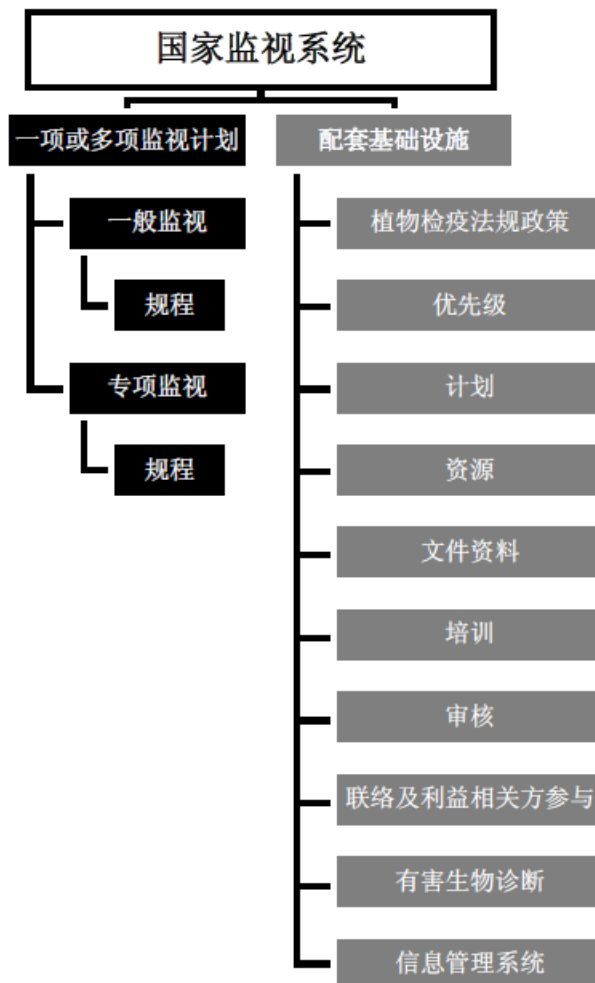 国家监视系统
一项或多项监视计划
配套基础设施
一般监视
规程
专项监视
规程
植物检疫法规政策
优先级
计划
资源
文件资料
培训
审核
联络及利益相关方参与
有害生物诊断
信息管理系统